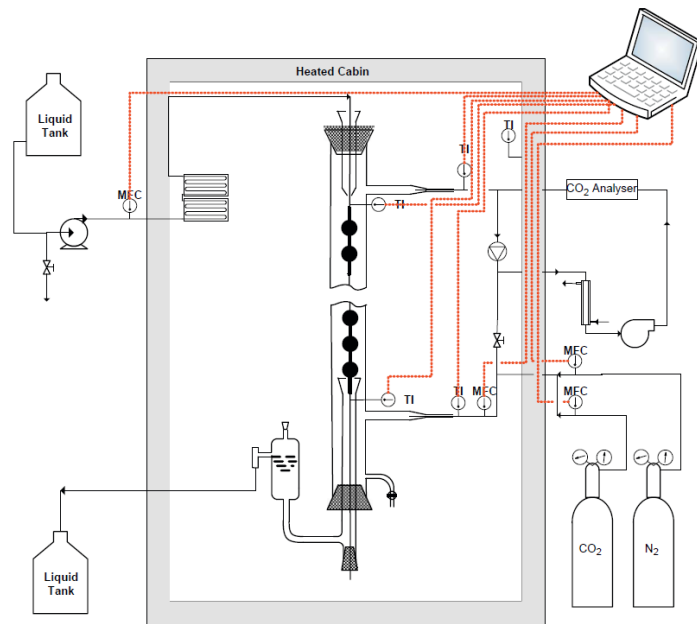 Heated Cabin
Liquid
Tank
TI
TI
MFC
CO2 Analyser
TI
MFC
MFC
TI
MFC
TI
CO2
N2
Liquid
Tank